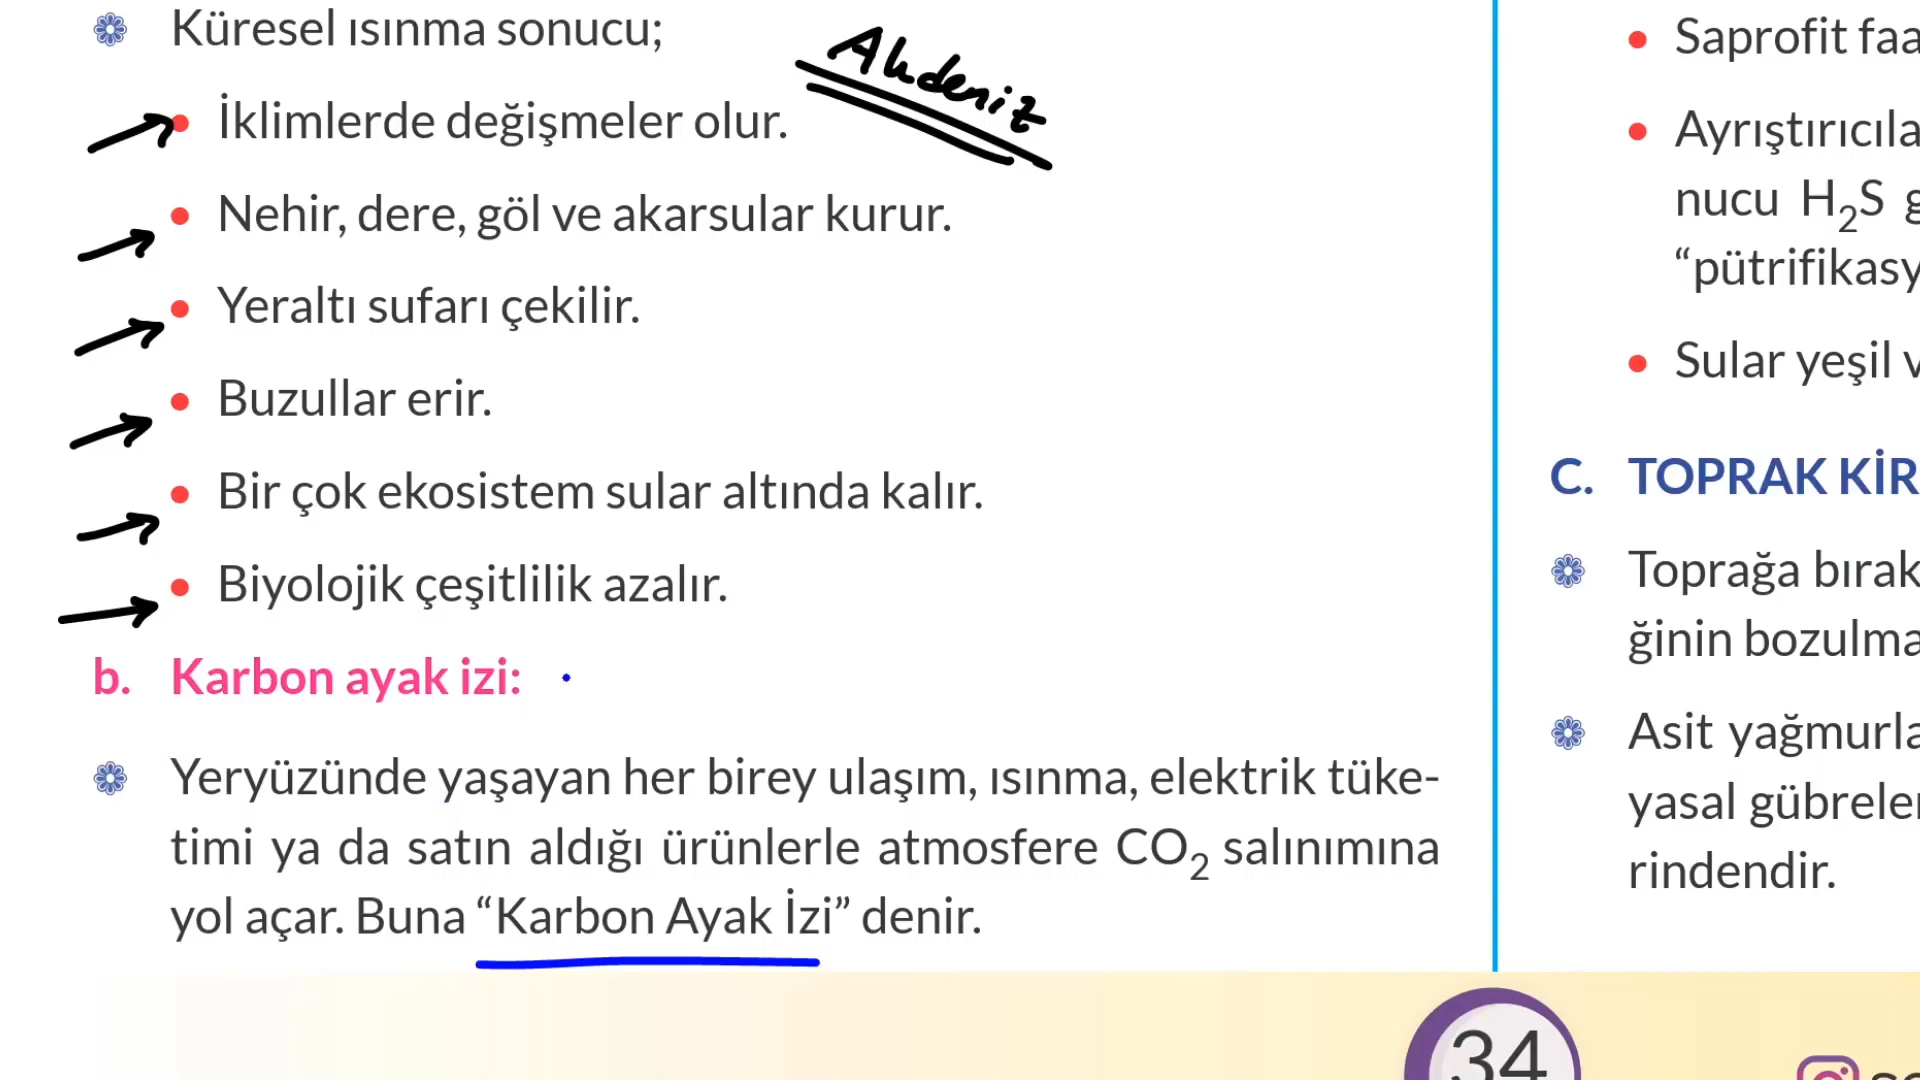 Küresel ısınma sonucu;
Akdeniz
İklimlerde değişmeler olur.
Nehir, dere, göl ve akarsular kurur.
Yeraltı sufarı çekilir.
Buzullar erir.
Bir çok ekosistem sular altında kalır.
Biyolojik çeşitlilik azalır.
b. Karbon ayak izi:
Yeryüzünde yaşayan her birey ulaşım, ısınma, elektrik tüke-
timi ya da satın aldığı ürünlerle atmosfere CO₂ salınımına
yol açar. Buna “Karbon Ayak İzi” denir.
Saprofit faa
Ayrıştırıcıla
nucu H₂S g
“pütrifikasy
Sular yeşil v
C. TOPRAK KİR
Toprağa bırak
ğinin bozulma
Asit yağmurla
yasal gübreler
rindendir.
34